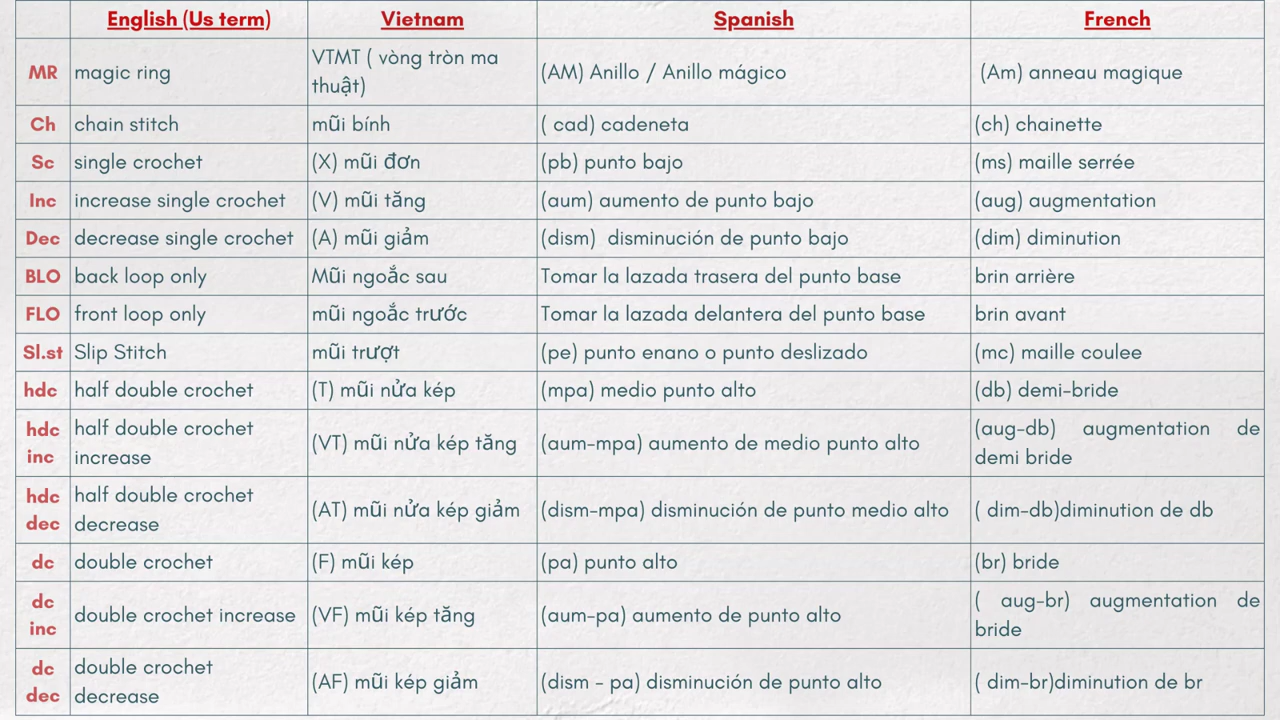 English (Us term) Vietnam Spanish French
MR magic ring VTMT ( vòng tròn ma thuật) (AM) Anillo / Anillo mágico (Am) anneau magique
Ch chain stitch mũi bính (cad) cadeneta (ch) chainette
Sc single crochet (X) mũi đơn (pb) punto bajo (ms) maille serrée
Inc increase single crochet (V) mũi tăng (aum) aumento de punto bajo (aug) augmentation
Dec decrease single crochet (A) mũi giảm (dism) disminución de punto bajo (dim) diminution
BLO back loop only Mũi ngoắc sau Tomar la lazada trasera del punto base brin arrière
FLO front loop only mũi ngoắc trước Tomar la lazada delantera del punto base brin avant
Sl.st Slip Stitch mũi trượt (pe) punto enano o punto deslizado (mc) maille coulee
hdc half double crochet (T) mũi nửa kép (mpa) medio punto alto (db) demi-bride
hdc inc half double crochet increase (VT) mũi nửa kép tăng (aum-mpa) aumento de medio punto alto (aug-db) augmentation de demi bride
hdc dec half double crochet decrease (AT) mũi nửa kép giảm (dism-mpa) disminución de punto medio alto ( dim-db)diminution de db
dc double crochet (F) mũi kép (pa) punto alto (br) bride
dc inc double crochet increase (VF) mũi kép tăng (aum-pa) aumento de punto alto ( aug-br) augmentation de bride
dc dec double crochet decrease (AF) mũi kép giảm (dism - pa) disminución de punto alto ( dim-br)diminution de br